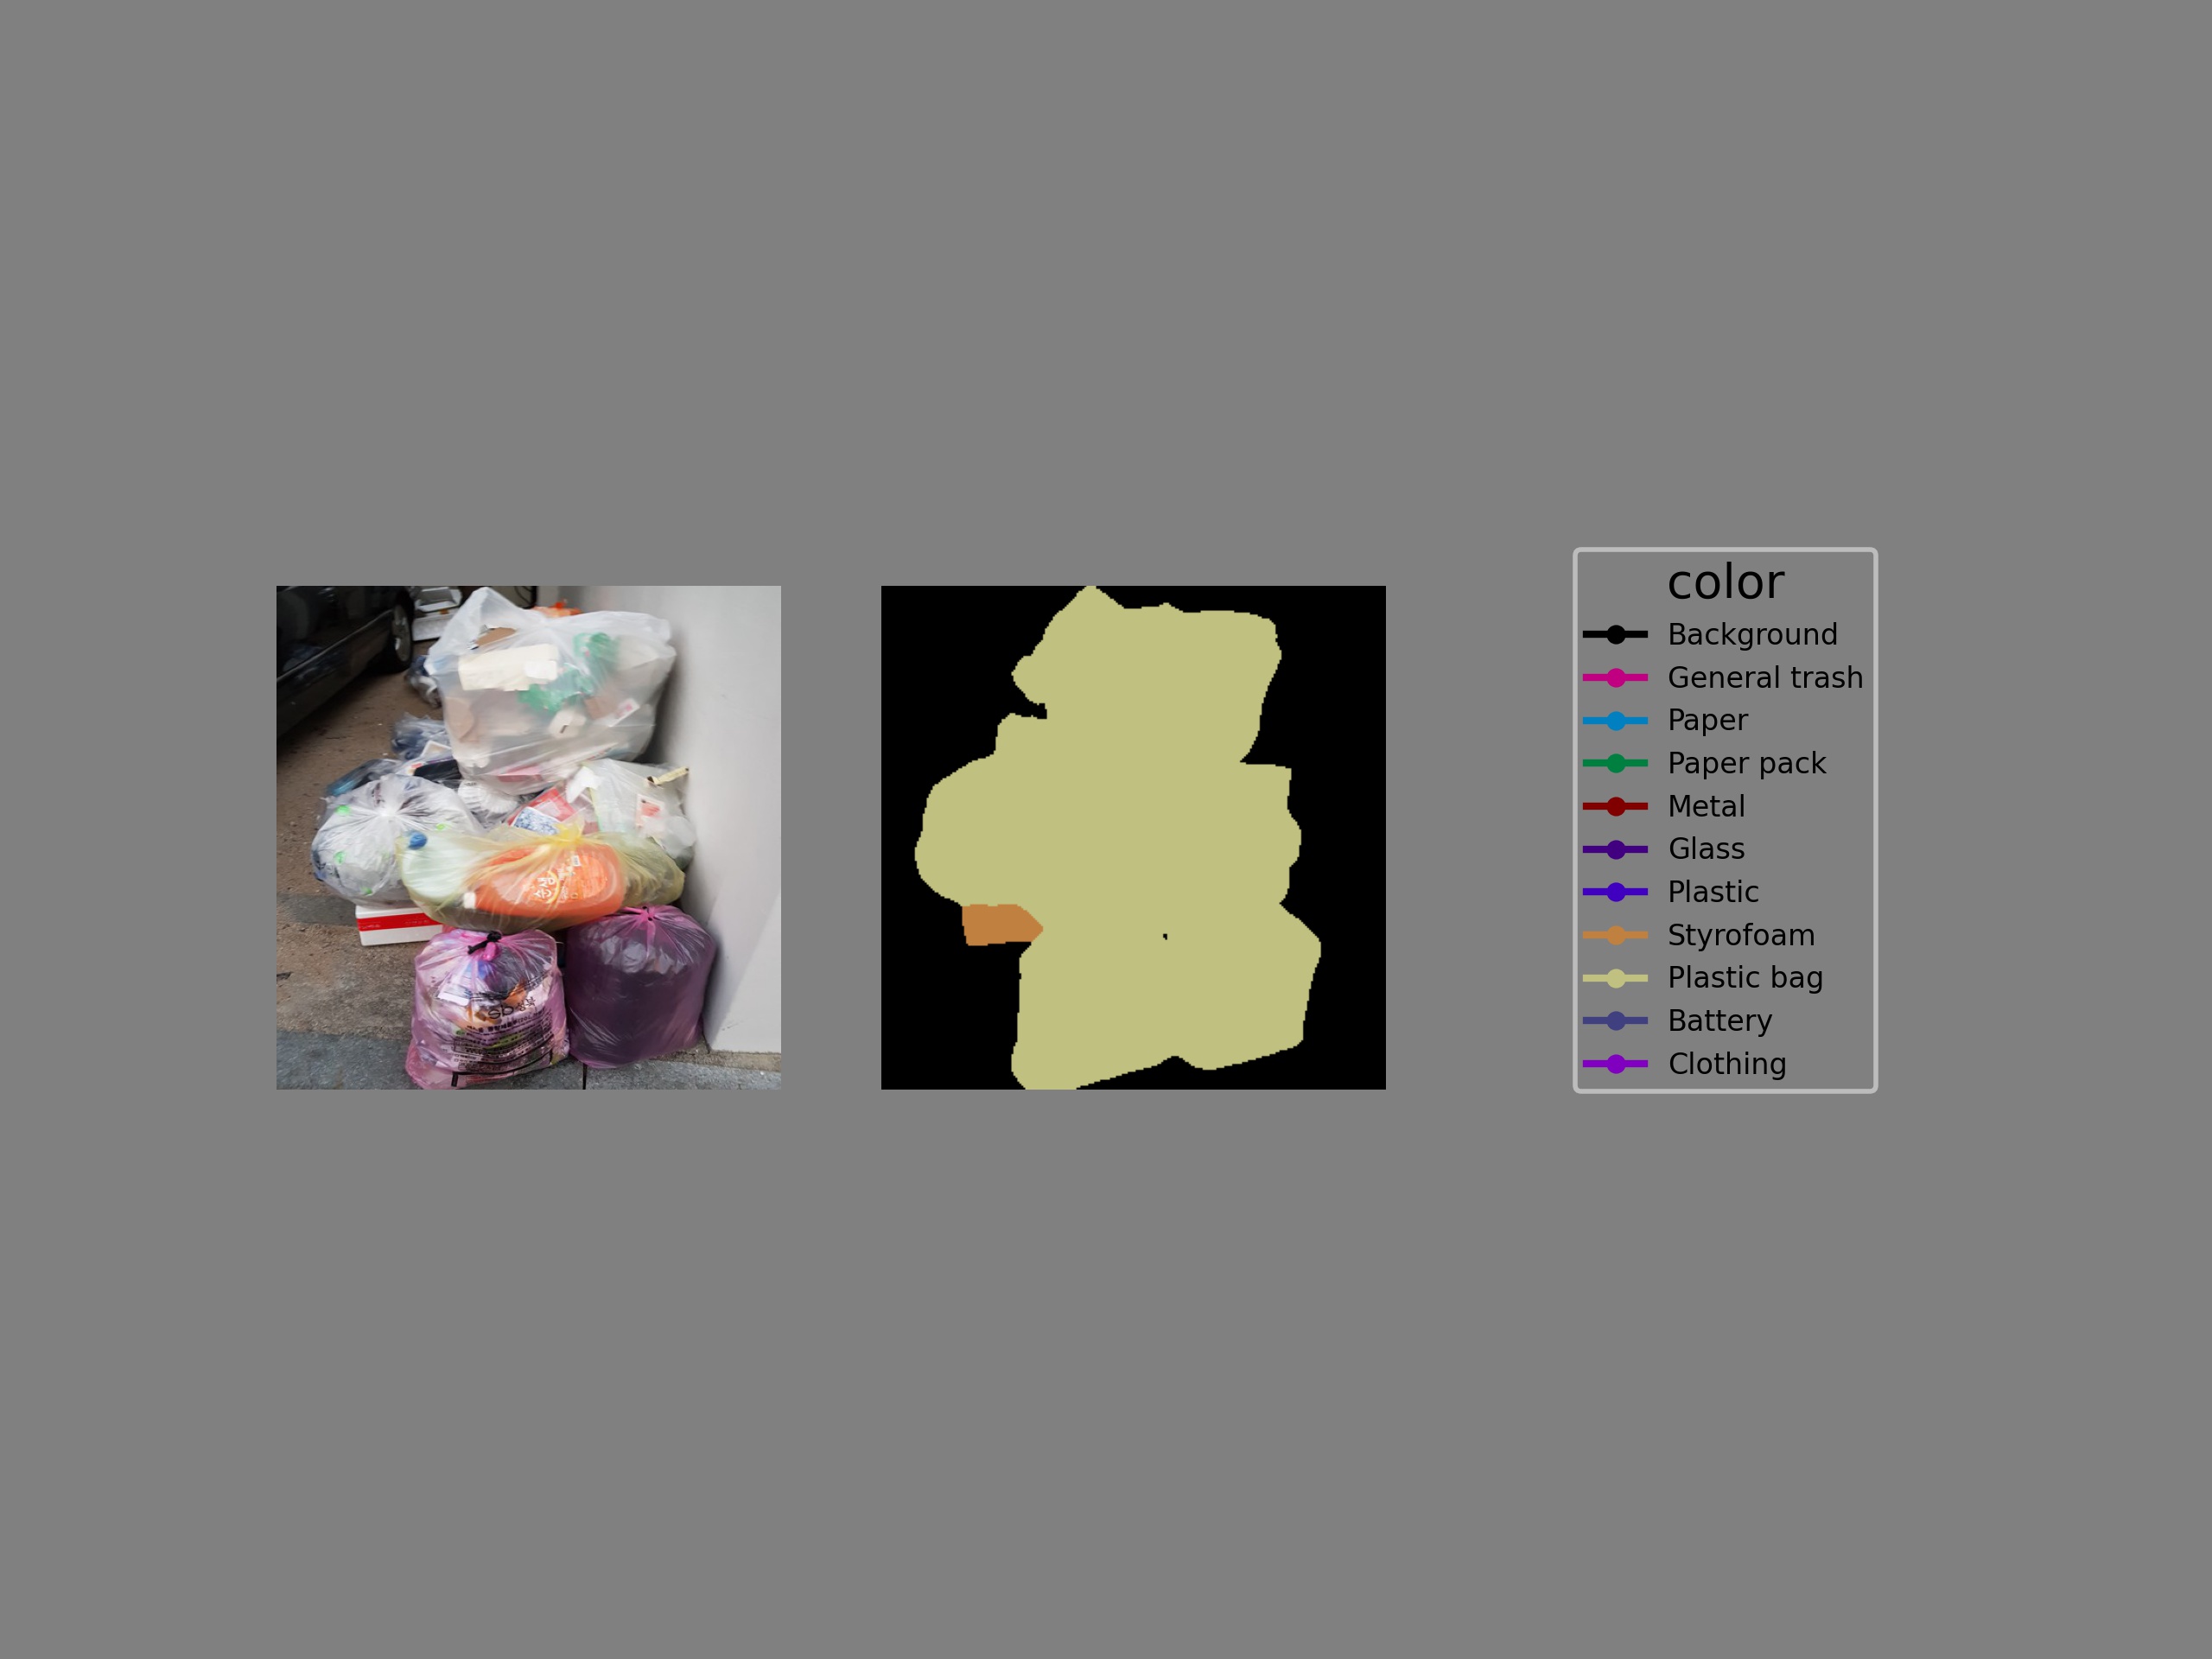 color
Background
General trash
Paper
Paper pack
Metal
Glass
Plastic
Styrofoam
Plastic bag
Battery
Clothing